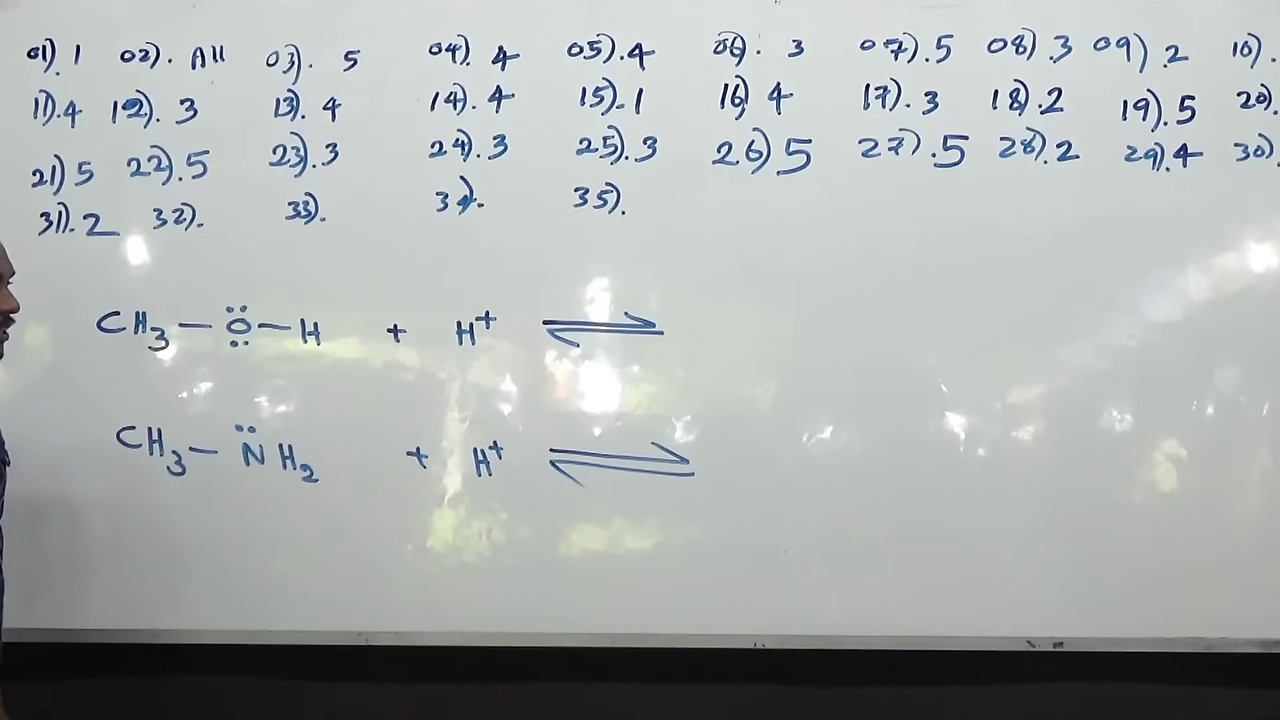 01). 1 02). All 03). 5 04). 4 05). 4 06). 3 07). 5 08) .3 09) .2 10).
11).4 12). 3 13). 4 14). 4 15).1 16) 4 17). 3 18).2 19).5 20).
21) 5 22).5 23).3 24).3 25).3 26) 5 27).5 28).2 29).4 30).
31).2 32). 33). 34). 35).
CH₃ — Ö̤ — H + H⁺ ⇌
CH₃ — N̈H₂ + H⁺ ⇌